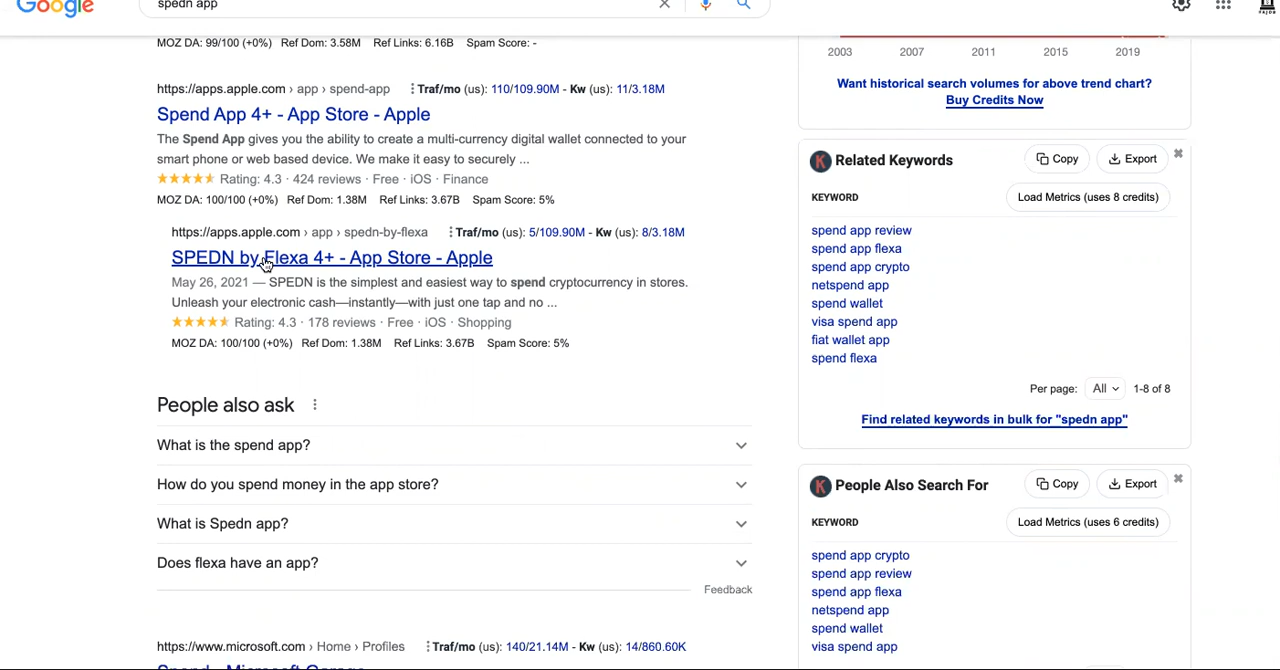 Google
spedn app
MOZ DA: 99/100 (+0%) Ref Dom: 3.58M Ref Links: 6.16B Spam Score: -
https://apps.apple.com › app › spend-app Traf/mo (us): 110/109.90M - Kw (us): 11/3.18M
Spend App 4+ - App Store - Apple
The Spend App gives you the ability to create a multi-currency digital wallet connected to your
smart phone or web based device. We make it easy to securely ...
Rating: 4.3 · 424 reviews · Free · iOS · Finance
MOZ DA: 100/100 (+0%) Ref Dom: 1.38M Ref Links: 3.67B Spam Score: 5%
https://apps.apple.com › app › spedn-by-flexa Traf/mo (us): 5/109.90M - Kw (us): 8/3.18M
SPEDN by Flexa 4+ - App Store - Apple
May 26, 2021 — SPEDN is the simplest and easiest way to spend cryptocurrency in stores.
Unleash your electronic cash—instantly—with just one tap and no ...
Rating: 4.3 · 178 reviews · Free · iOS · Shopping
MOZ DA: 100/100 (+0%) Ref Dom: 1.38M Ref Links: 3.67B Spam Score: 5%
People also ask
What is the spend app?
How do you spend money in the app store?
What is Spedn app?
Does flexa have an app?
Feedback
https://www.microsoft.com › Home › Profiles Traf/mo (us): 140/21.14M - Kw (us): 14/860.60K
Spend - Microsoft Garage
2003 2007 2011 2015 2019
Want historical search volumes for above trend chart?
Buy Credits Now
K Related Keywords Copy Export
KEYWORD Load Metrics (uses 8 credits)
spend app review
spend app flexa
spend app crypto
netspend app
spend wallet
visa spend app
fiat wallet app
spend flexa
Per page: All 1-8 of 8
Find related keywords in bulk for "spedn app"
K People Also Search For Copy Export
KEYWORD Load Metrics (uses 6 credits)
spend app crypto
spend app review
spend app flexa
netspend app
spend wallet
visa spend app